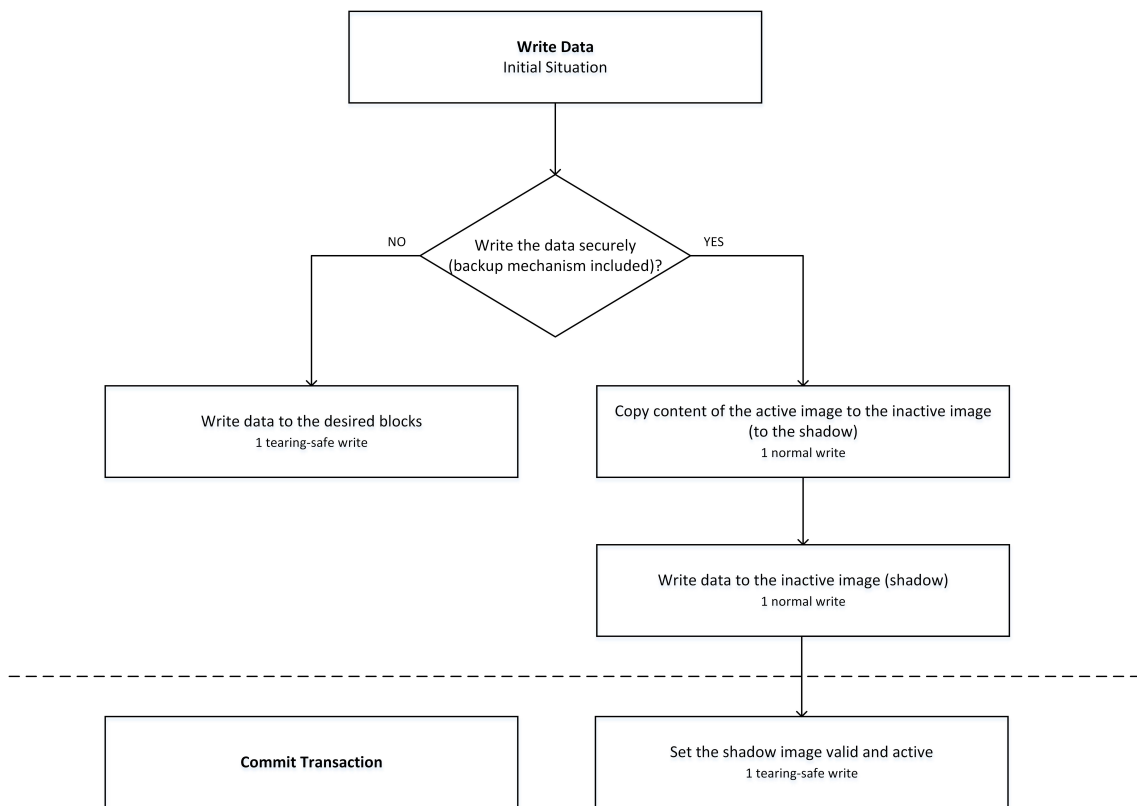 Write Data
Initial Situation
Write the data securely
(backup mechanism included)?
NO
YES
Write data to the desired blocks
1 tearing-safe write
Copy content of the active image to the inactive image
(to the shadow)
1 normal write
Write data to the inactive image (shadow)
1 normal write
Commit Transaction
Set the shadow image valid and active
1 tearing-safe write